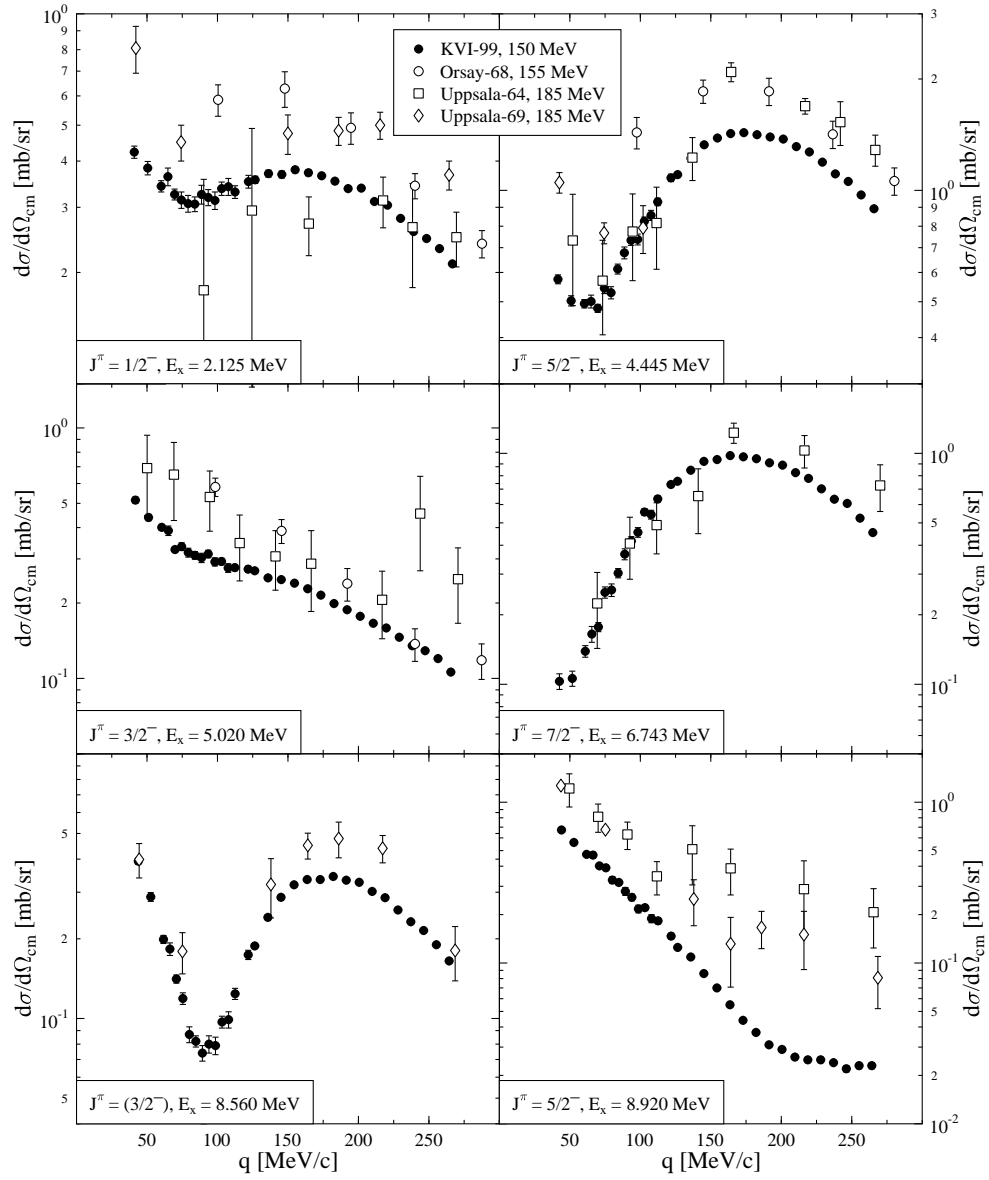 10⁰
9
8
7
6
5
4
3
2
dσ/dΩcm [mb/sr]
J^π = 1/2⁻, Eₓ = 2.125 MeV
KVI-99, 150 MeV
Orsay-68, 155 MeV
Uppsala-64, 185 MeV
Uppsala-69, 185 MeV
3
2
10⁰
9
8
7
6
5
4
dσ/dΩcm [mb/sr]
J^π = 5/2⁻, Eₓ = 4.445 MeV
10⁰
5
2
10⁻¹
dσ/dΩcm [mb/sr]
J^π = 3/2⁻, Eₓ = 5.020 MeV
10⁰
5
2
10⁻¹
dσ/dΩcm [mb/sr]
J^π = 7/2⁻, Eₓ = 6.743 MeV
5
2
10⁻¹
5
dσ/dΩcm [mb/sr]
J^π = (3/2⁻), Eₓ = 8.560 MeV
50 100 150 200 250
q [MeV/c]
10⁰
5
2
10⁻¹
5
2
10⁻²
dσ/dΩcm [mb/sr]
J^π = 5/2⁻, Eₓ = 8.920 MeV
50 100 150 200 250
q [MeV/c]